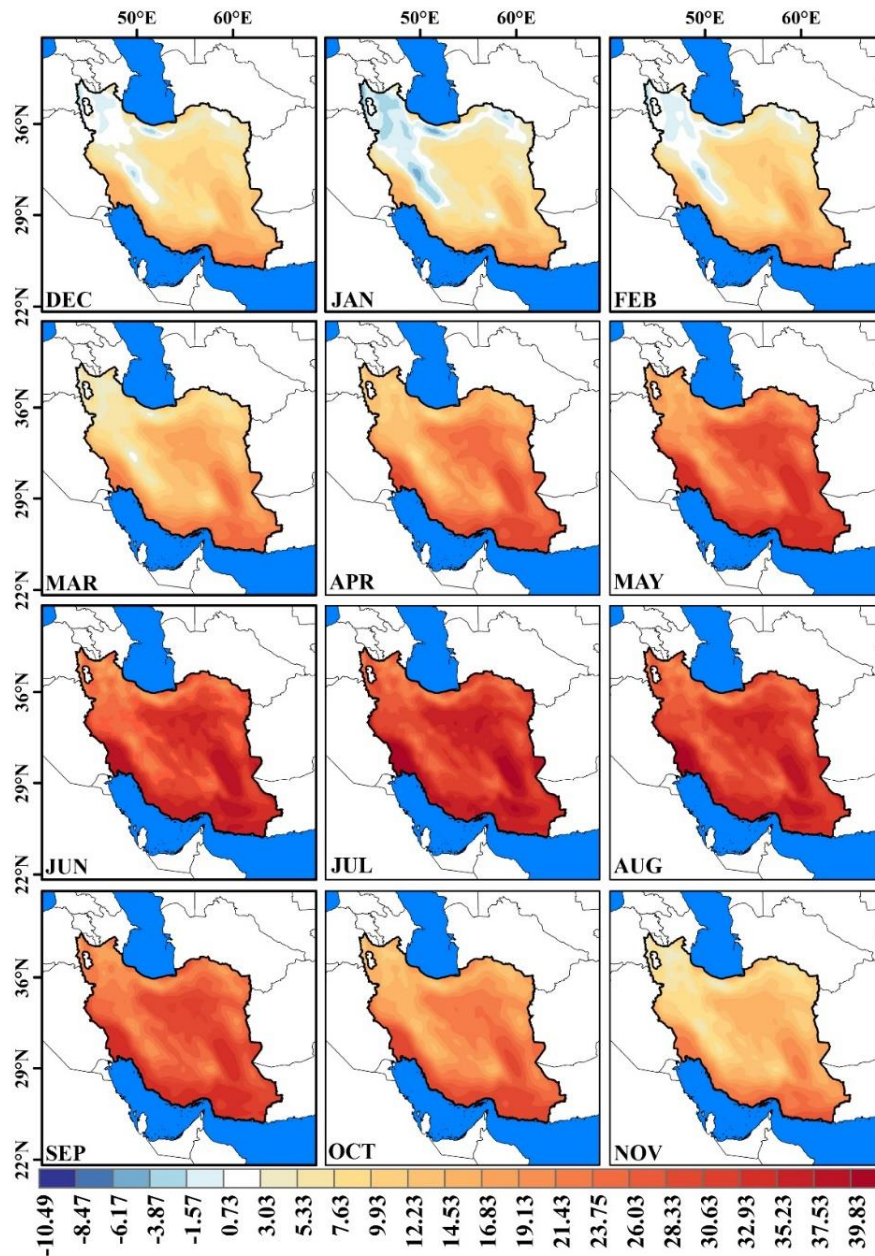 50°E 60°E 50°E 60°E 50°E 60°E
36°N
29°N
22°N
DEC JAN FEB
36°N
29°N
22°N
MAR APR MAY
36°N
29°N
22°N
JUN JUL AUG
36°N
29°N
22°N
SEP OCT NOV
-10.49 -8.47 -6.17 -3.87 -1.57 0.73 3.03 5.33 7.63 9.93 12.23 14.53 16.83 19.13 21.45 23.75 26.03 28.33 30.63 32.93 35.23 37.53 39.83